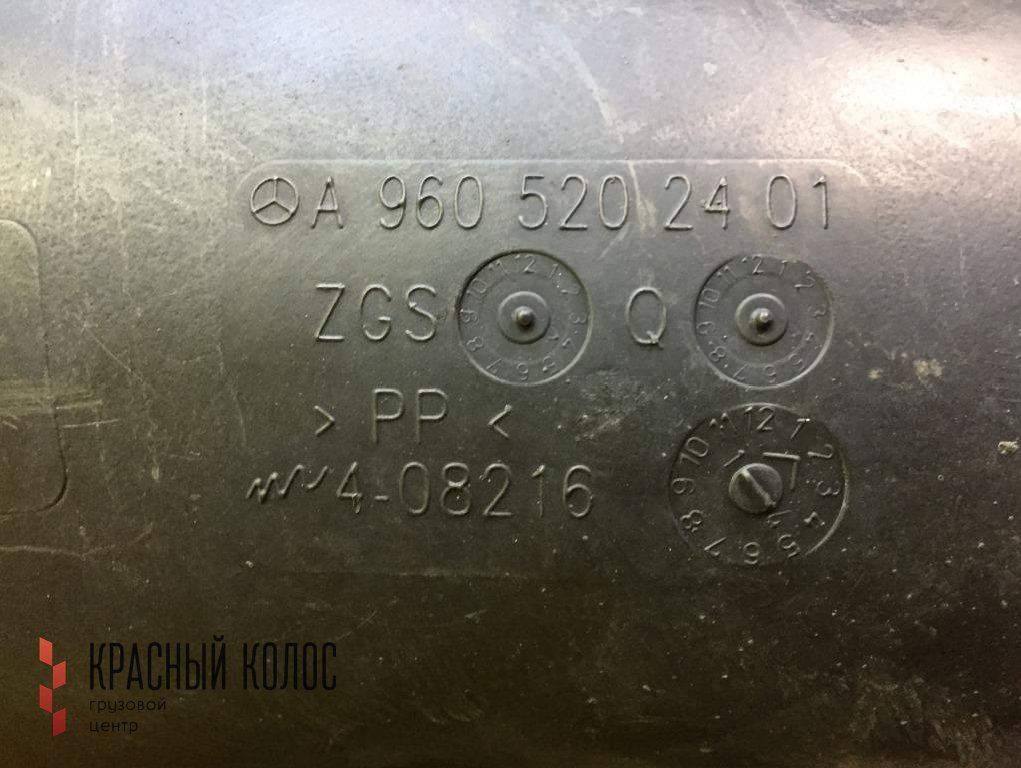 A 960 520 24 01
ZGS Q
> PP <
4-08216
КРАСНЫЙ КОЛОС
грузовой
центр